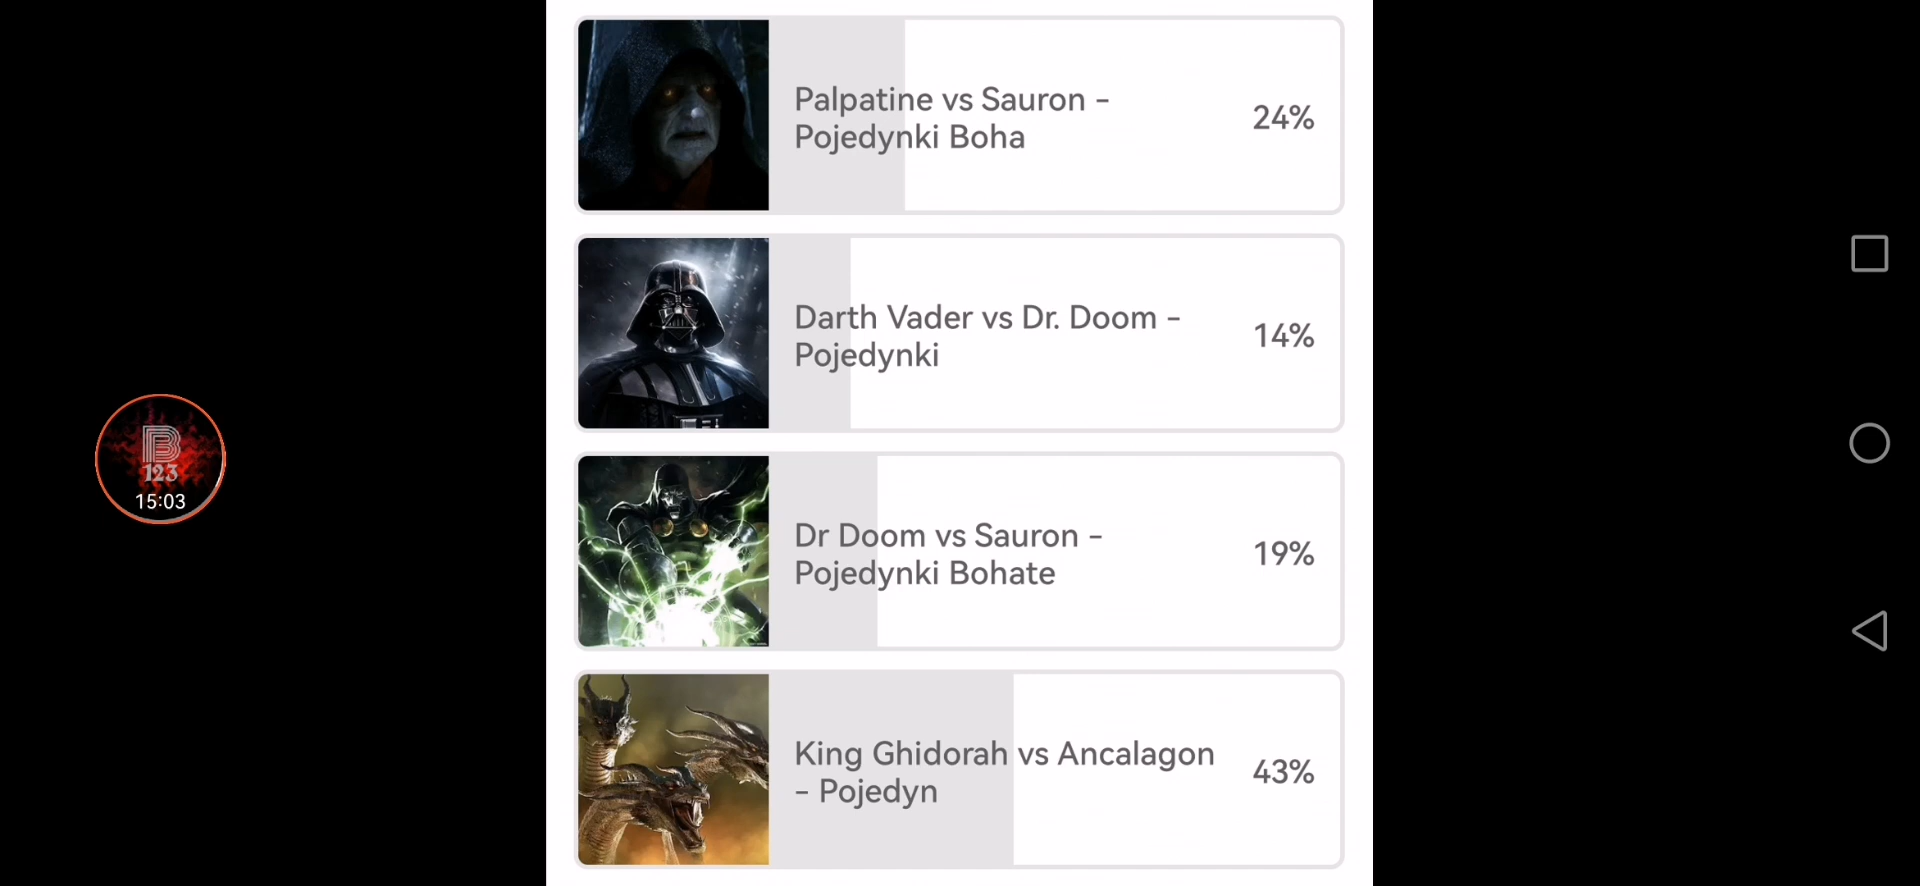 Palpatine vs Sauron -
Pojedynki Boha
24%
Darth Vader vs Dr. Doom -
Pojedynki
14%
B
123
15:03
Dr Doom vs Sauron -
Pojedynki Bohate
19%
King Ghidorah vs Ancalagon
- Pojedyn
43%